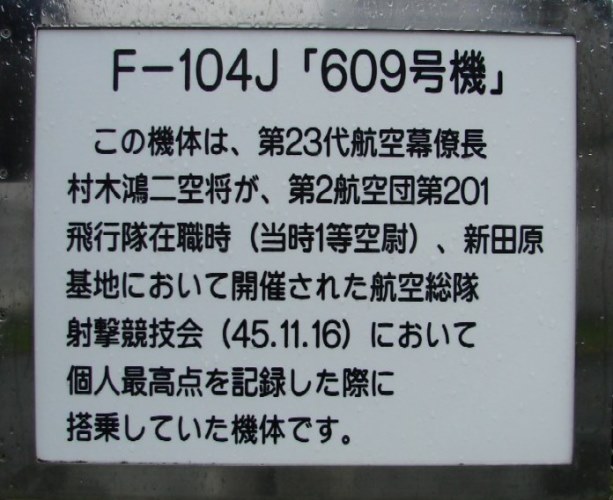 F-104J「609号機」
この機体は、第23代航空幕僚長
村木鴻二空将が、第2航空団第201
飛行隊在職時（当時1等空尉）、新田原
基地において開催された航空総隊
射撃競技会（45.11.16）において
個人最高点を記録した際に
搭乗していた機体です。